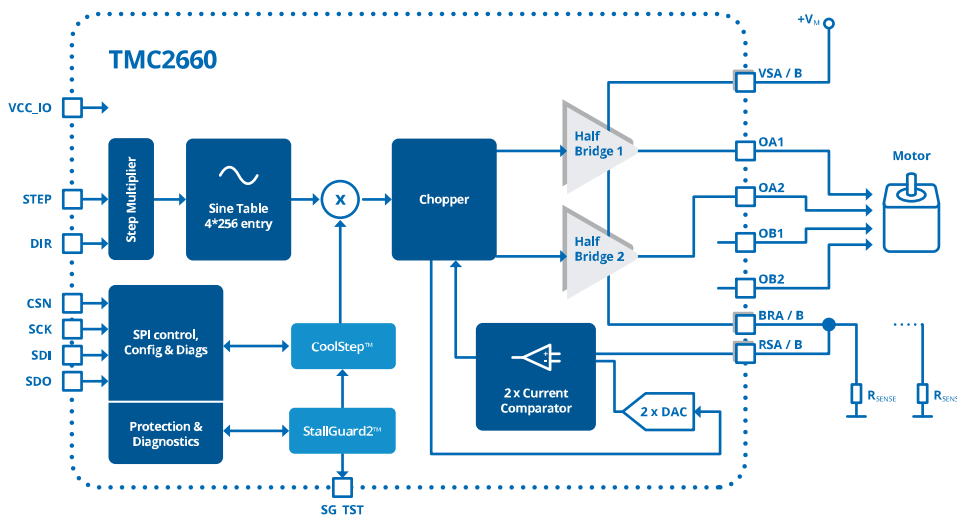 +VM
TMC2660
VSA / B
VCC_IO
Half
Bridge 1
OA1
Motor
Step Multiplier
STEP
Sine Table
4*256 entry
X
Chopper
OA2
DIR
Half
Bridge 2
OB1
OB2
CSN
SCK
SDI
SDO
SPI control,
Config & Diags
CoolStep™
BRA / B
RSA / B
2 x Current
Comparator
2 x DAC
RSENSE
RSENS
Protection &
Diagnostics
StallGuard2™
SG_TST